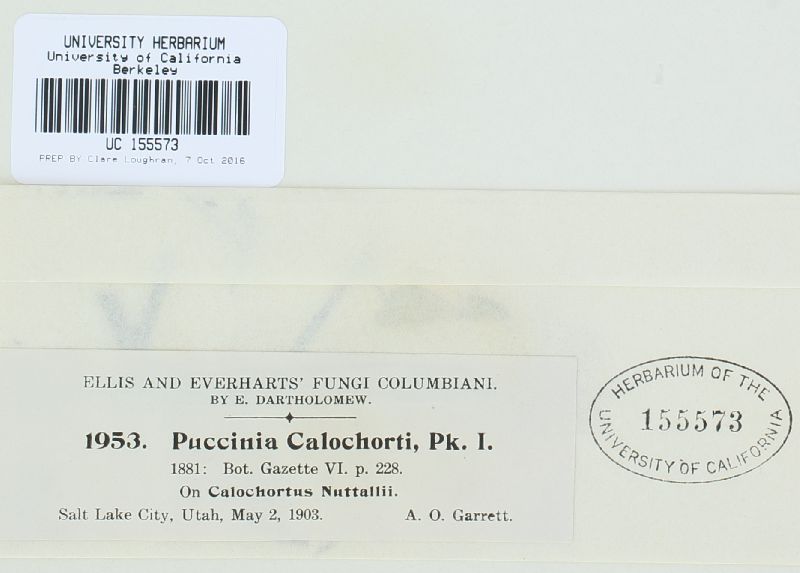 UNIVERSITY HERBARIUM
University of California
Berkeley
UC 155573
PREP BY Clare Loughran, 7 Oct 2016
ELLIS AND EVERHARTS' FUNGI COLUMBIANI.
BY E. DARTHOLOMEW.
1953. Puccinia Calochorti, Pk. I.
1881: Bot. Gazette VI. p. 228.
On Calochortus Nuttallii.
Salt Lake City, Utah, May 2, 1903. A. O. Garrett.
HERBARIUM OF THE
155573
UNIVERSITY OF CALIFORNIA